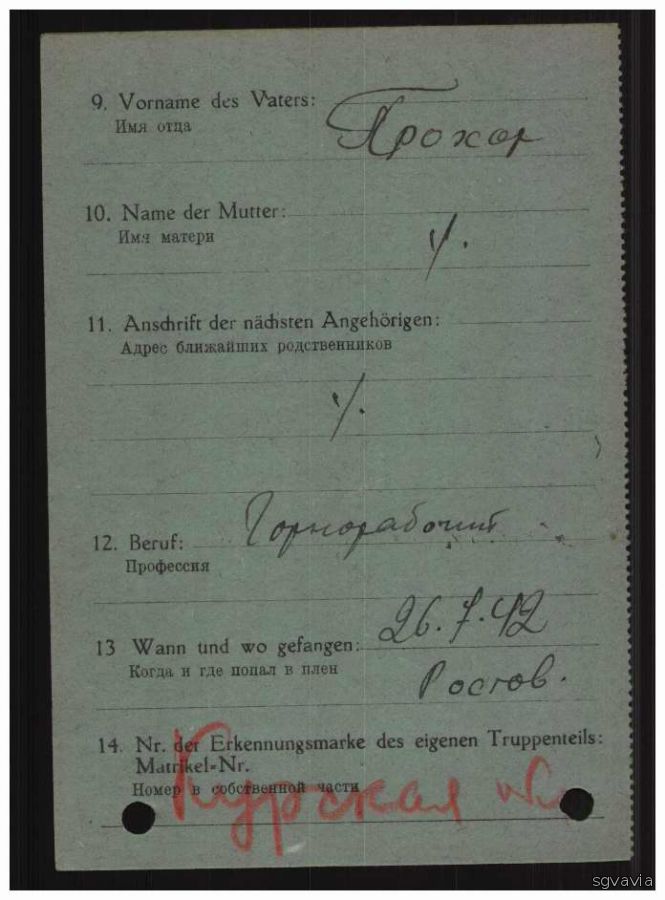 9. Vorname des Vaters:
Имя отца
Прохор
10. Name der Mutter:
Имя матери
·/.
11. Anschrift der nächsten Angehörigen:
Адрес ближайших родственников
·/.
12. Beruf: Горнорабочий
Профессия
13 Wann und wo gefangen: 26.7.42
Когда и где попал в плен Ростов.
14. Nr. der Erkennungsmarke des eigenen Truppenteils:
Matrikel-Nr.
Номер в собственной части
Курская
sgvavia